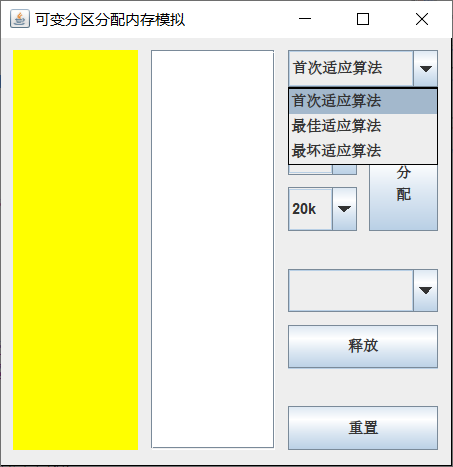 可变分区分配内存模拟
首次适应算法
首次适应算法
最佳适应算法
最坏适应算法
分
配
20k
释放
重置